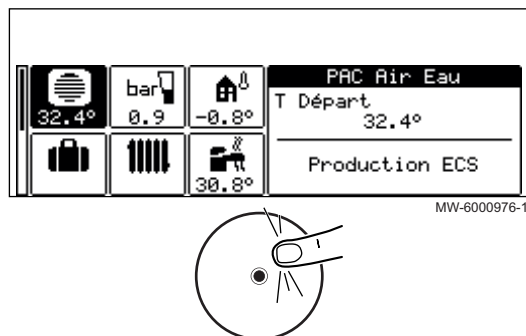 bar
32.4°
0.9
-0.8°
30.8°
PAC Air Eau
T Départ
32.4°
Production ECS
MW-6000976-1